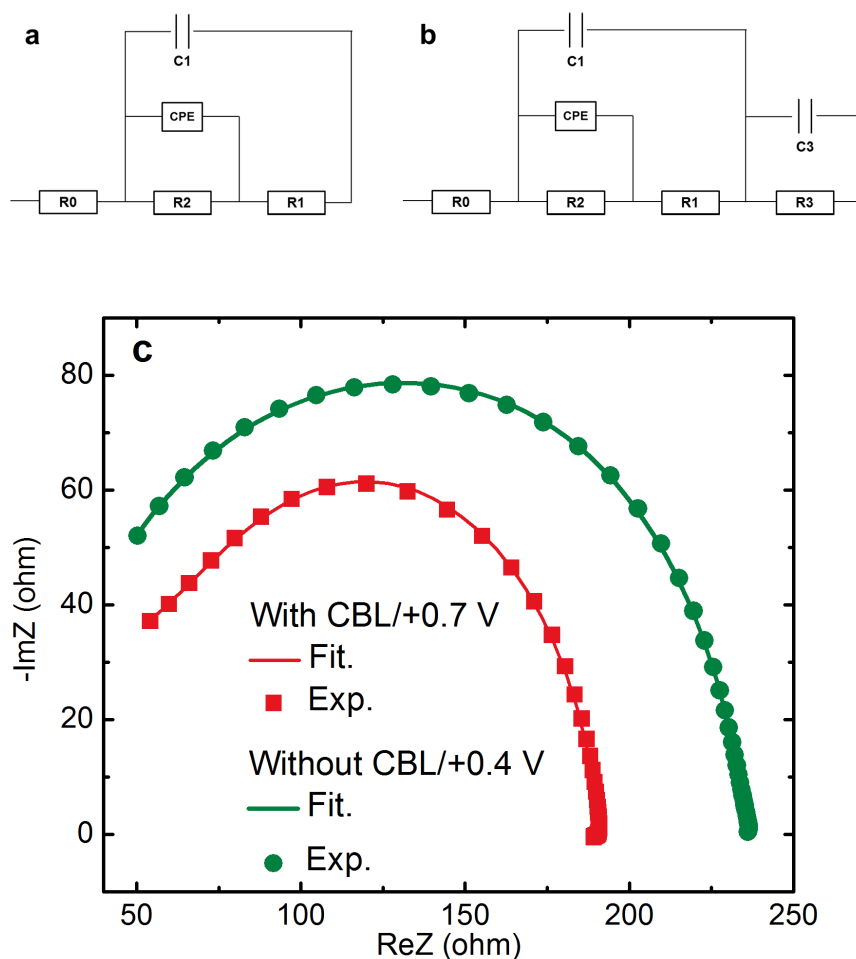 a
C1
CPE
R0
R2
R1
b
C1
CPE
C3
R0
R2
R1
R3
c
80
60
40
20
0
-ImZ (ohm)
With CBL/+0.7 V
Fit.
Exp.
Without CBL/+0.4 V
Fit.
Exp.
50
100
150
200
250
ReZ (ohm)